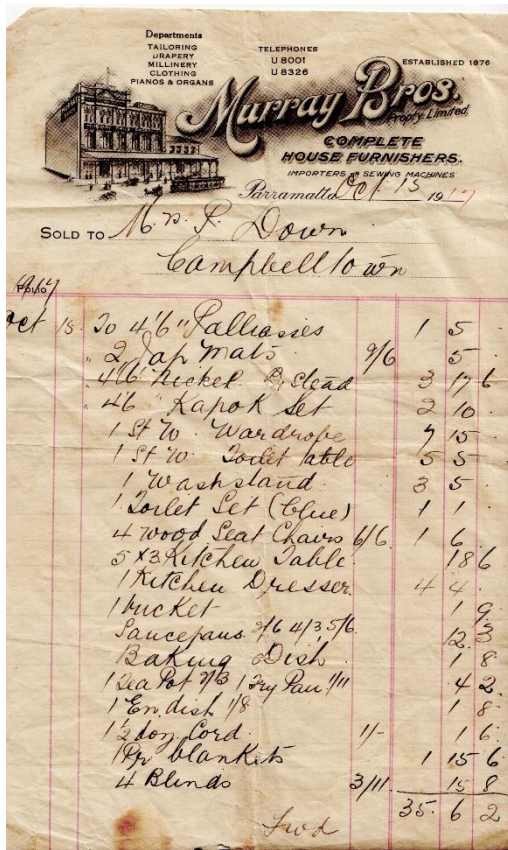 Departments
TAILORING
DRAPERY
MILLINERY
CLOTHING
PIANOS & ORGANS
TELEPHONES
U 8001
U 8326
ESTABLISHED 1876
Murray Bros.
Propty. Limited.
COMPLETE
HOUSE FURNISHERS.
IMPORTERS OF SEWING MACHINES
Parramatta Oct. 15 1917
SOLD TO Mrs. P. Down
Campbelltown
FOLIO 1917
Oct 15 To 4'6" Palliasses 1 5 .
" 2 Jap Mats 2/6 5 .
" 4'6" Nickel B,stead 3 17 6
" 4'6 " Kapok Set 2 10 .
1 St W. Wardrobe 7 15 .
1 St W. Toilet Table 5 5
1 Washstand 3 5
1 Toilet Set (blue) 1 1 .
4 Wood Seat Chairs 6/6. 1 6 .
5 x 3 Kitchen Table. 18 6
1 Kitchen Dresser. 4 4 .
1 bucket 1 9
Saucepans. 2/6 4/3 5/6. 12. 3
Baking Dish . 1 8
1 Tea Pot 2/3 1 Fry Pan 1/11 . 4 2
1 En. dish 1/8 . 1 8
1½ doz. Cord. 1/- . 1 6
1 Pr blankets 1 15 6
4 Blinds 3/11 15 8
35. 6 2